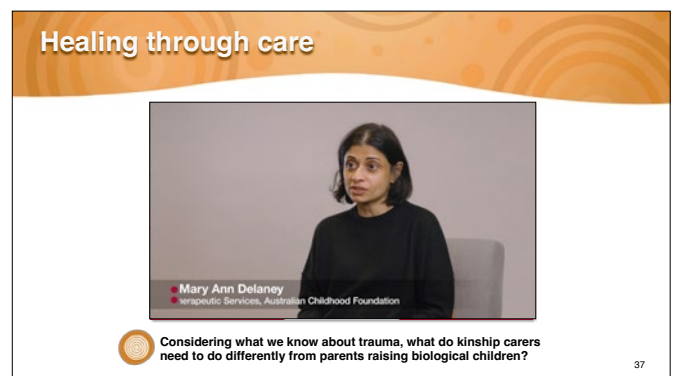 Healing through care
Mary Ann Delaney
Therapeutic Services, Australian Childhood Foundation
Considering what we know about trauma, what do kinship carers
need to do differently from parents raising biological children?
37